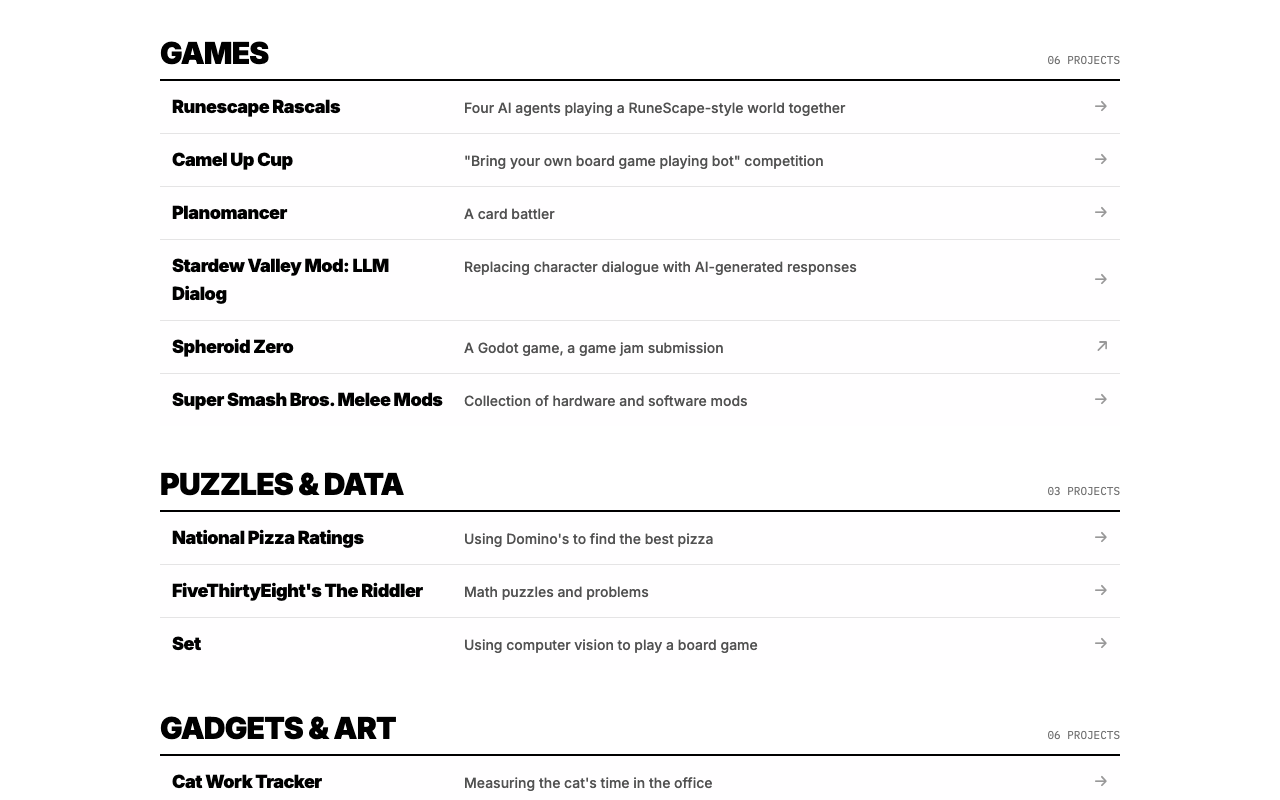 GAMES
06 PROJECTS
Runescape Rascals
Four AI agents playing a RuneScape-style world together
Camel Up Cup
"Bring your own board game playing bot" competition
Planomancer
A card battler
Stardew Valley Mod: LLM
Dialog
Replacing character dialogue with AI-generated responses
Spheroid Zero
A Godot game, a game jam submission
Super Smash Bros. Melee Mods
Collection of hardware and software mods
PUZZLES & DATA
03 PROJECTS
National Pizza Ratings
Using Domino's to find the best pizza
FiveThirtyEight's The Riddler
Math puzzles and problems
Set
Using computer vision to play a board game
GADGETS & ART
06 PROJECTS
Cat Work Tracker
Measuring the cat's time in the office